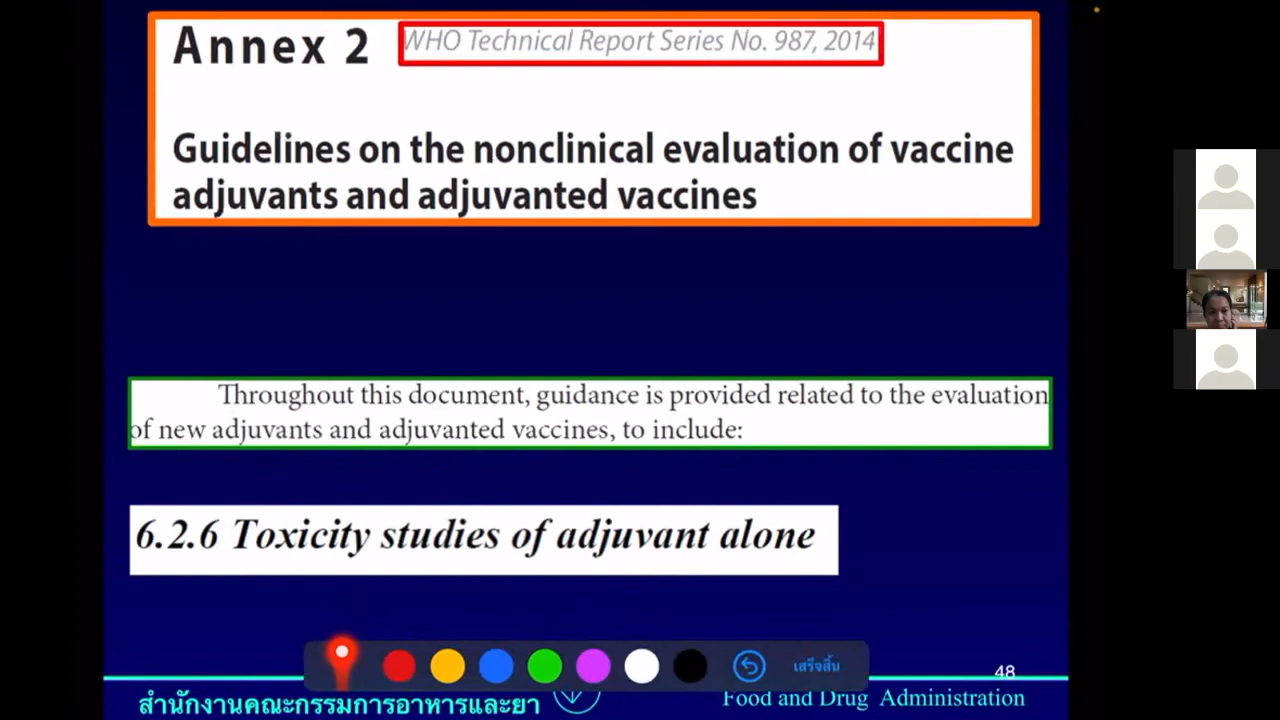 Annex 2
WHO Technical Report Series No. 987, 2014
Guidelines on the nonclinical evaluation of vaccine
adjuvants and adjuvanted vaccines
Throughout this document, guidance is provided related to the evaluation
of new adjuvants and adjuvanted vaccines, to include:
6.2.6 Toxicity studies of adjuvant alone
เสร็จสิ้น
48
สำนักงานคณะกรรมการอาหารและยา
Food and Drug Administration